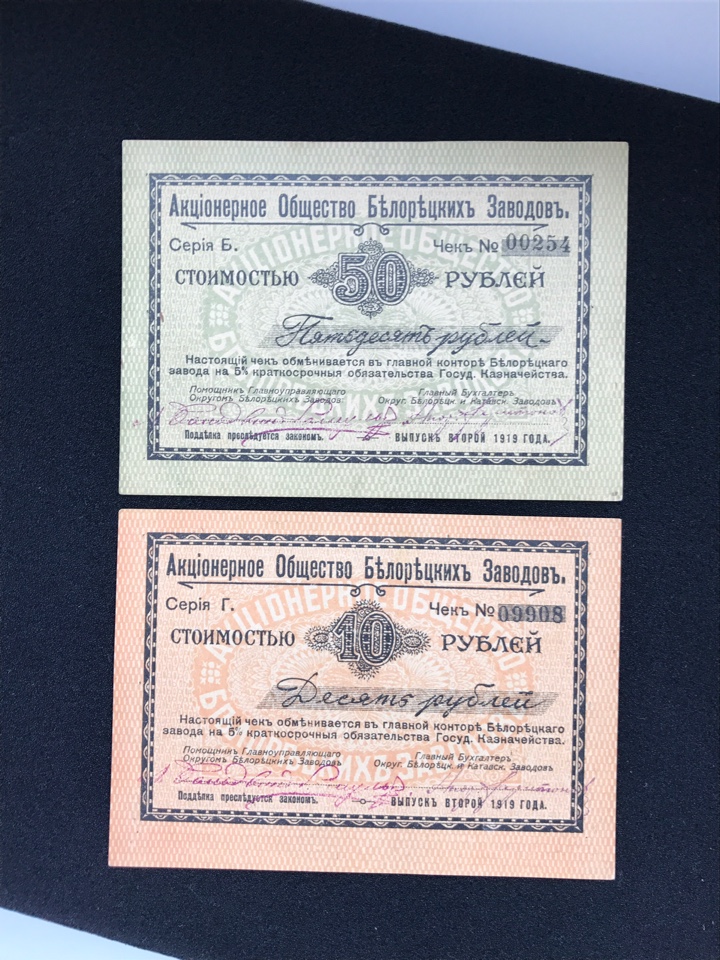 Акціонерное Общество Бѣлорѣцкихъ Заводовъ.
Серія Б. Чекъ № 00254
СТОИМОСТЬЮ 50 РУБЛЕЙ
Пятьдесятъ рублей
Настоящій чекъ обмѣнивается въ главной конторѣ Бѣлорѣцкаго
завода на 5% краткосрочныя обязательства Госуд. Казначейства.
Помощникъ Главноуправляющаго Главный Бухгалтеръ
Округомъ Бѣлорѣцкихъ Заводовъ: Округ. Бѣлорѣцк. и Катавск. Заводовъ
Поддѣлка преслѣдуется закономъ. ВЫПУСКЪ ВТОРОЙ 1919 ГОДА.
Акціонерное Общество Бѣлорѣцкихъ Заводовъ.
Серія Г. Чекъ № 09908
СТОИМОСТЬЮ 10 РУБЛЕЙ
Десять рублей
Настоящій чекъ обмѣнивается въ главной конторѣ Бѣлорѣцкаго
завода на 5% краткосрочныя обязательства Госуд. Казначейства.
Помощникъ Главноуправляющаго Главный Бухгалтеръ
Округомъ Бѣлорѣцкихъ Заводовъ Округ. Бѣлорѣцк. и Катавск. Заводовъ
Поддѣлка преслѣдуется закономъ. ВЫПУСКЪ ВТОРОЙ 1919 ГОДА.